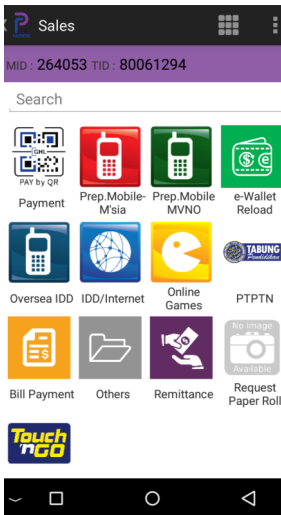 Sales
MID : 264053 TID : 80061294
Search
GHL
PAY by QR
Payment
Prep.Mobile-
M'sia
Prep.Mobile
MVNO
e-Wallet
Reload
Oversea IDD
IDD/Internet
Online
Games
TABUNG
Pendidikan
PTPTN
Bill Payment
Others
Remittance
No image
Available
Request
Paper Roll
Touch
'nGO